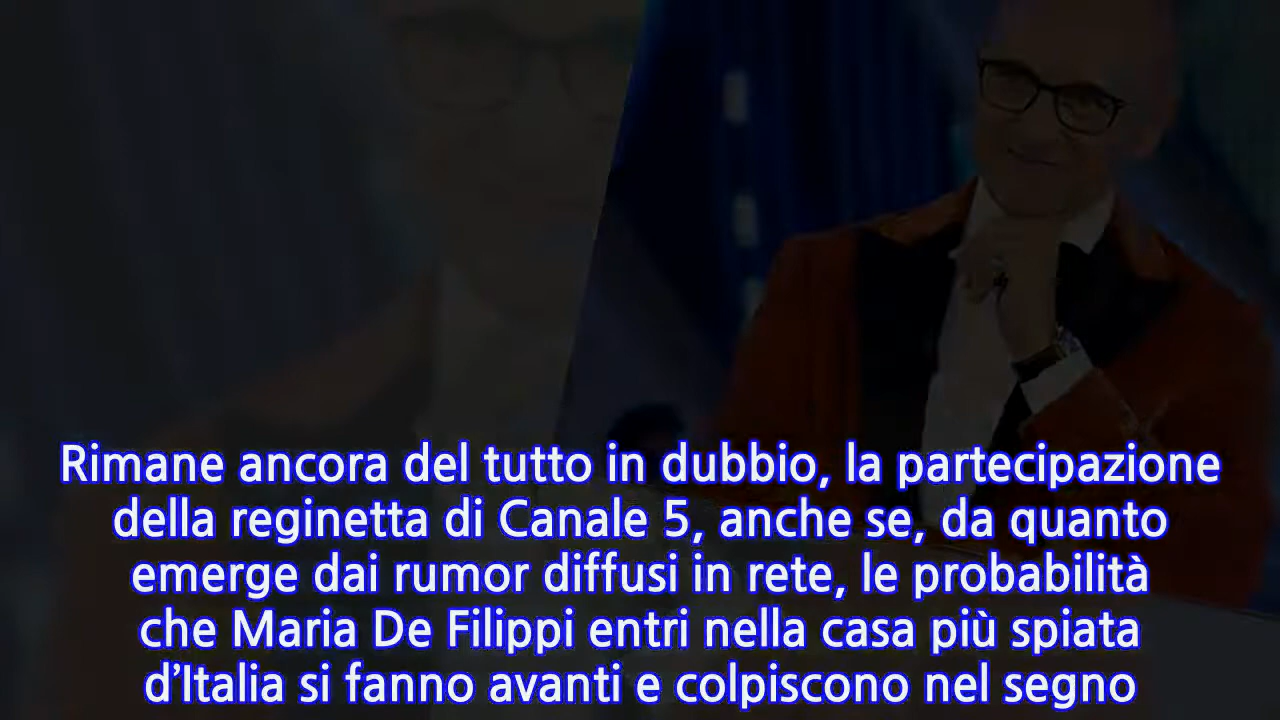 Rimane ancora del tutto in dubbio, la partecipazione
della reginetta di Canale 5, anche se, da quanto
emerge dai rumor diffusi in rete, le probabilità
che Maria De Filippi entri nella casa più spiata
d’Italia si fanno avanti e colpiscono nel segno